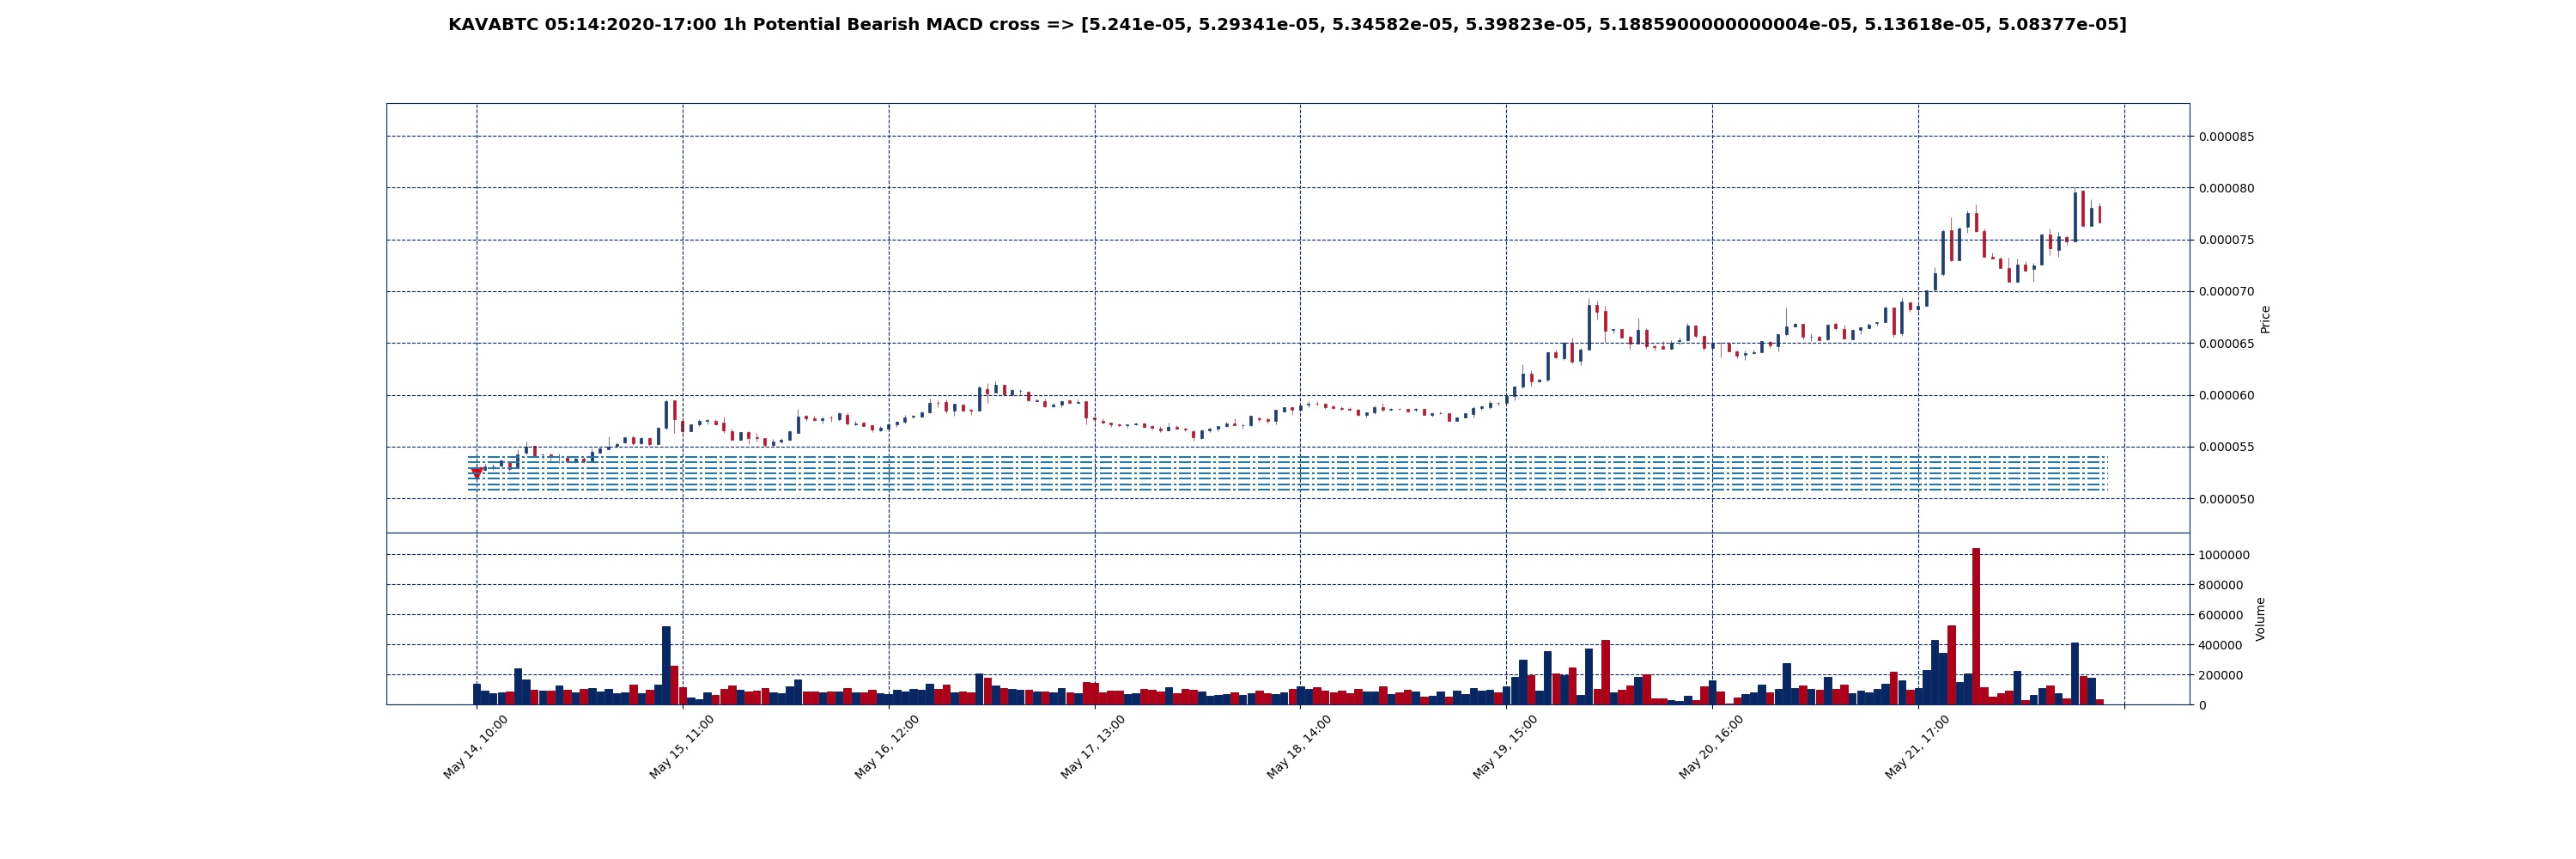 KAVABTC 05:14:2020-17:00 1h Potential Bearish MACD cross => [5.241e-05, 5.29341e-05, 5.34582e-05, 5.39823e-05, 5.1885900000000004e-05, 5.13618e-05, 5.08377e-05]
0.000085
0.000080
0.000075
0.000070
0.000065
0.000060
0.000055
0.000050
Price
1000000
800000
600000
400000
200000
0
Volume
May 14, 10:00
May 15, 11:00
May 16, 12:00
May 17, 13:00
May 18, 14:00
May 19, 15:00
May 20, 16:00
May 21, 17:00